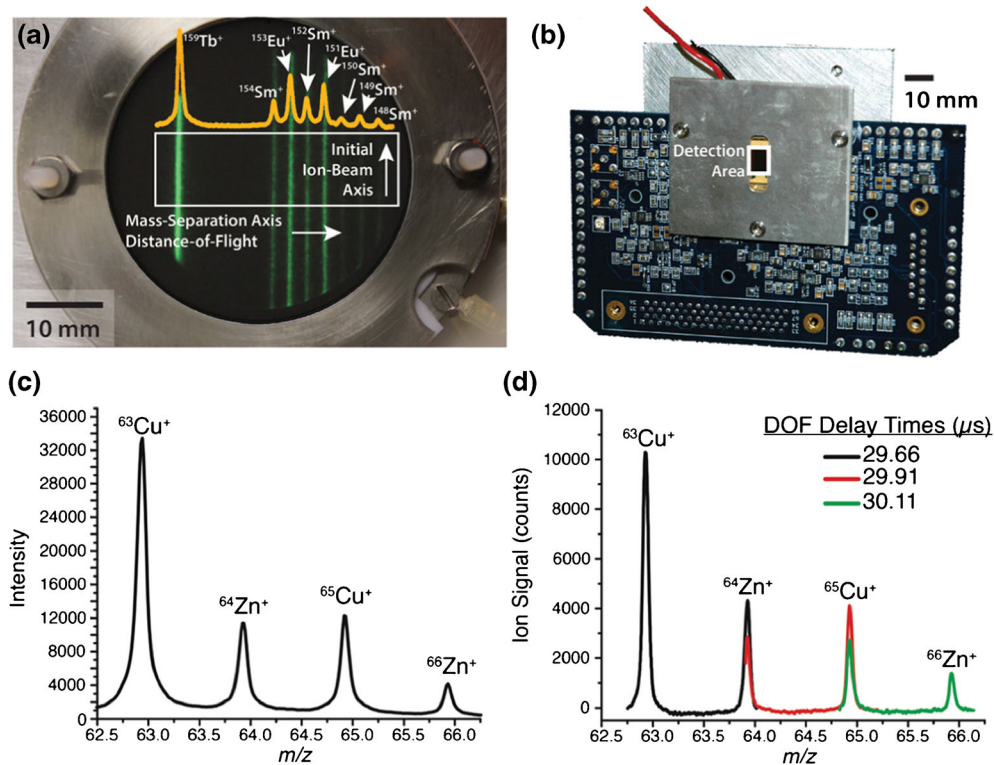 (a)
¹⁵⁹Tb⁺
¹⁵²Sm⁺
¹⁵³Eu⁺
¹⁵¹Eu⁺
¹⁵⁰Sm⁺
¹⁵⁴Sm⁺
¹⁴⁹Sm⁺
¹⁴⁸Sm⁺
Initial
Ion-Beam
Axis
Mass-Separation Axis
Distance-of-Flight
10 mm
(b)
10 mm
Detection
Area
(c)
Intensity
36000
32000
28000
24000
20000
16000
12000
8000
4000
0
⁶³Cu⁺
⁶⁴Zn⁺
⁶⁵Cu⁺
⁶⁶Zn⁺
62.5 63.0 63.5 64.0 64.5 65.0 65.5 66.0
m/z
(d)
Ion Signal (counts)
12000
10000
8000
6000
4000
2000
0
DOF Delay Times (µs)
29.66
29.91
30.11
⁶³Cu⁺
⁶⁴Zn⁺
⁶⁵Cu⁺
⁶⁶Zn⁺
62.5 63.0 63.5 64.0 64.5 65.0 65.5 66.0
m/z